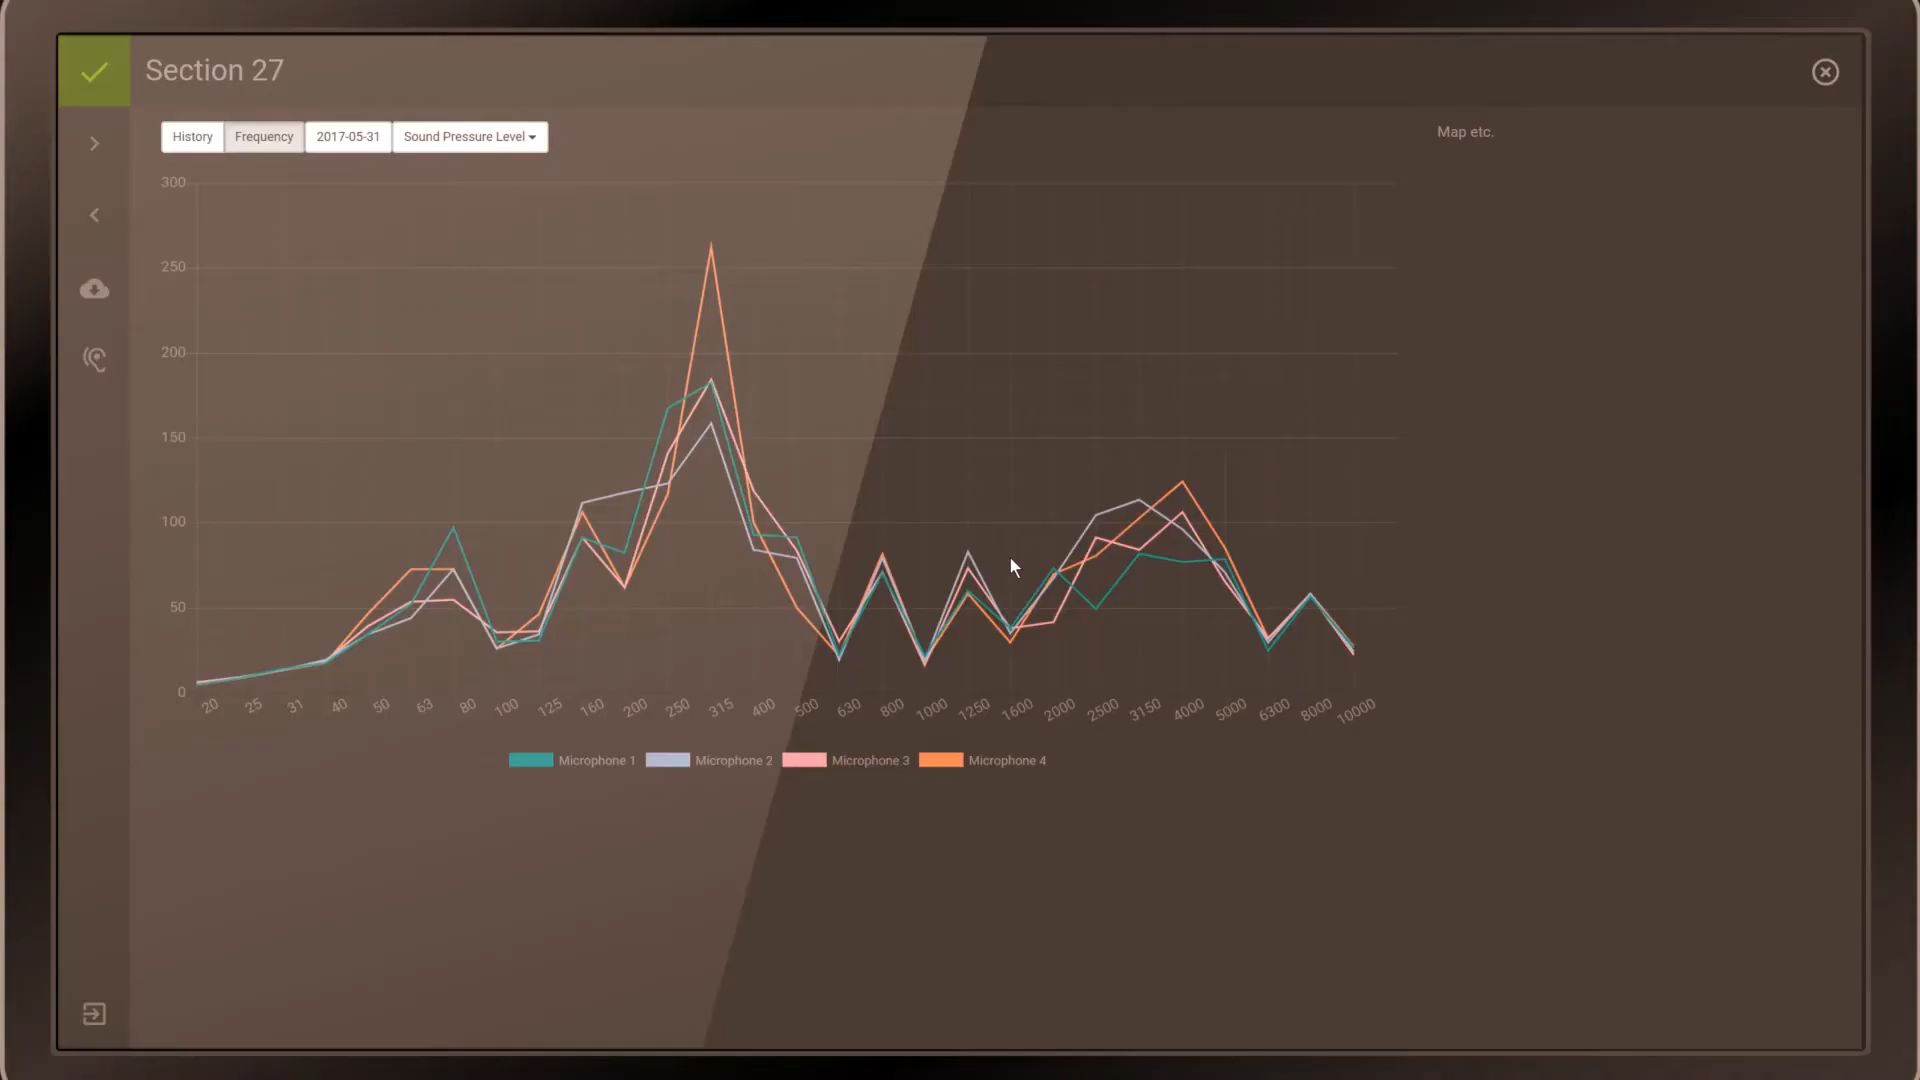 Section 27
History Frequency 2017-05-31 Sound Pressure Level
Map etc.
300
250
200
150
100
50
0
20 25 31 40 50 63 80 100 125 160 200 250 315 400 500 630 800 1000 1250 1600 2000 2500 3150 4000 5000 6300 8000 10000
Microphone 1 Microphone 2 Microphone 3 Microphone 4